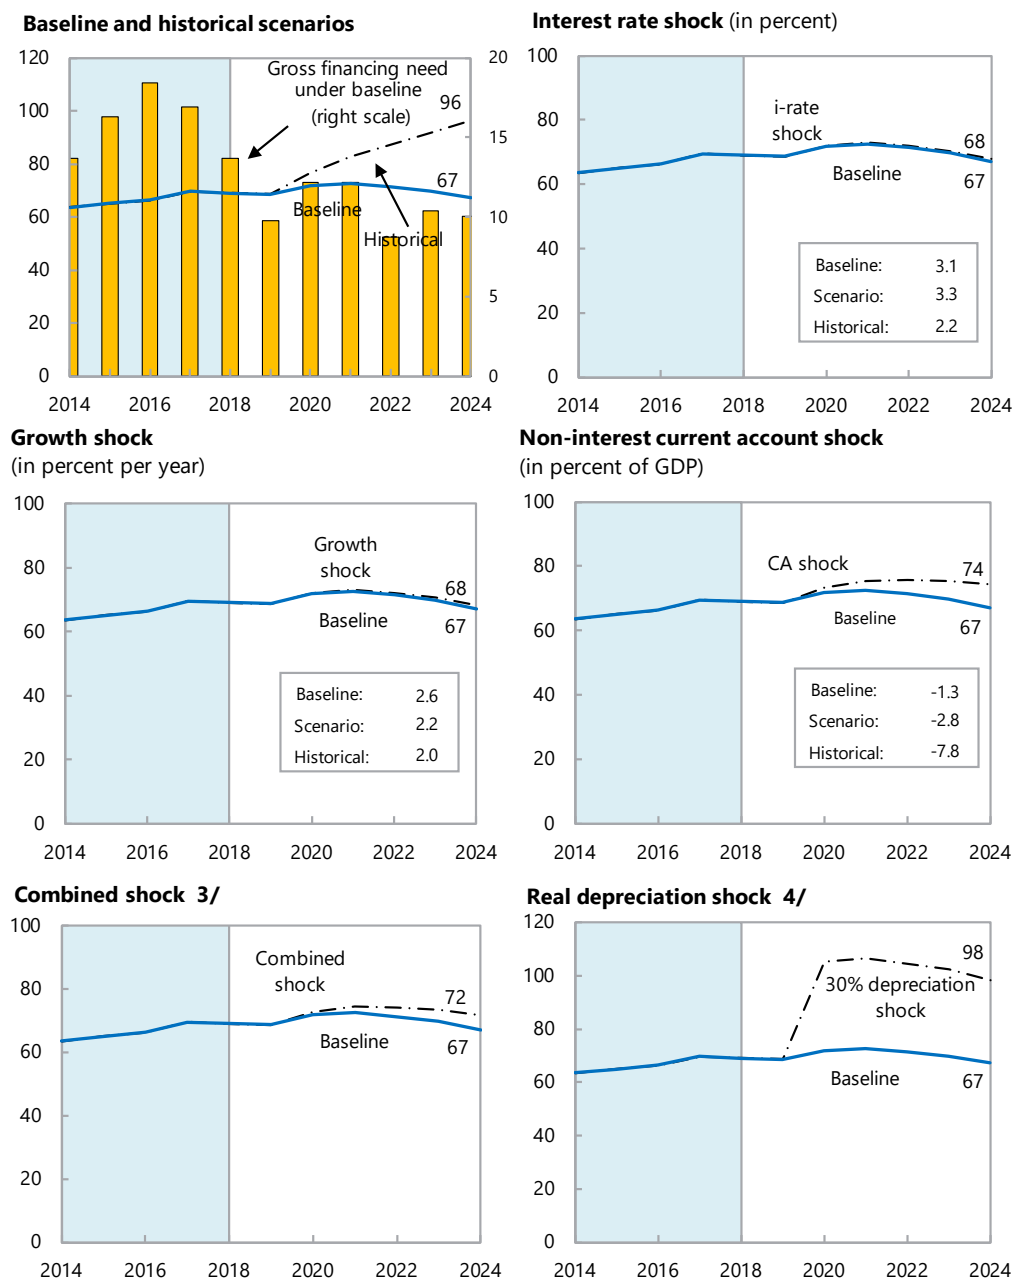 Baseline and historical scenarios
120
100
80
60
40
20
0
20
15
10
5
0
Gross financing need
under baseline
(right scale)
96
67
Baseline
Historical
2014 2016 2018 2020 2022 2024
Interest rate shock (in percent)
100
80
60
40
20
0
i-rate
shock
68
Baseline
67
Baseline: 3.1
Scenario: 3.3
Historical: 2.2
2014 2016 2018 2020 2022 2024
Growth shock
(in percent per year)
100
80
60
40
20
0
Growth
shock
68
Baseline
67
Baseline: 2.6
Scenario: 2.2
Historical: 2.0
2014 2016 2018 2020 2022 2024
Non-interest current account shock
(in percent of GDP)
100
80
60
40
20
0
CA shock
74
Baseline
67
Baseline: -1.3
Scenario: -2.8
Historical: -7.8
2014 2016 2018 2020 2022 2024
Combined shock 3/
100
80
60
40
20
0
Combined
shock
72
Baseline
67
2014 2016 2018 2020 2022 2024
Real depreciation shock 4/
120
100
80
60
40
20
0
98
30% depreciation
shock
Baseline
67
2014 2016 2018 2020 2022 2024